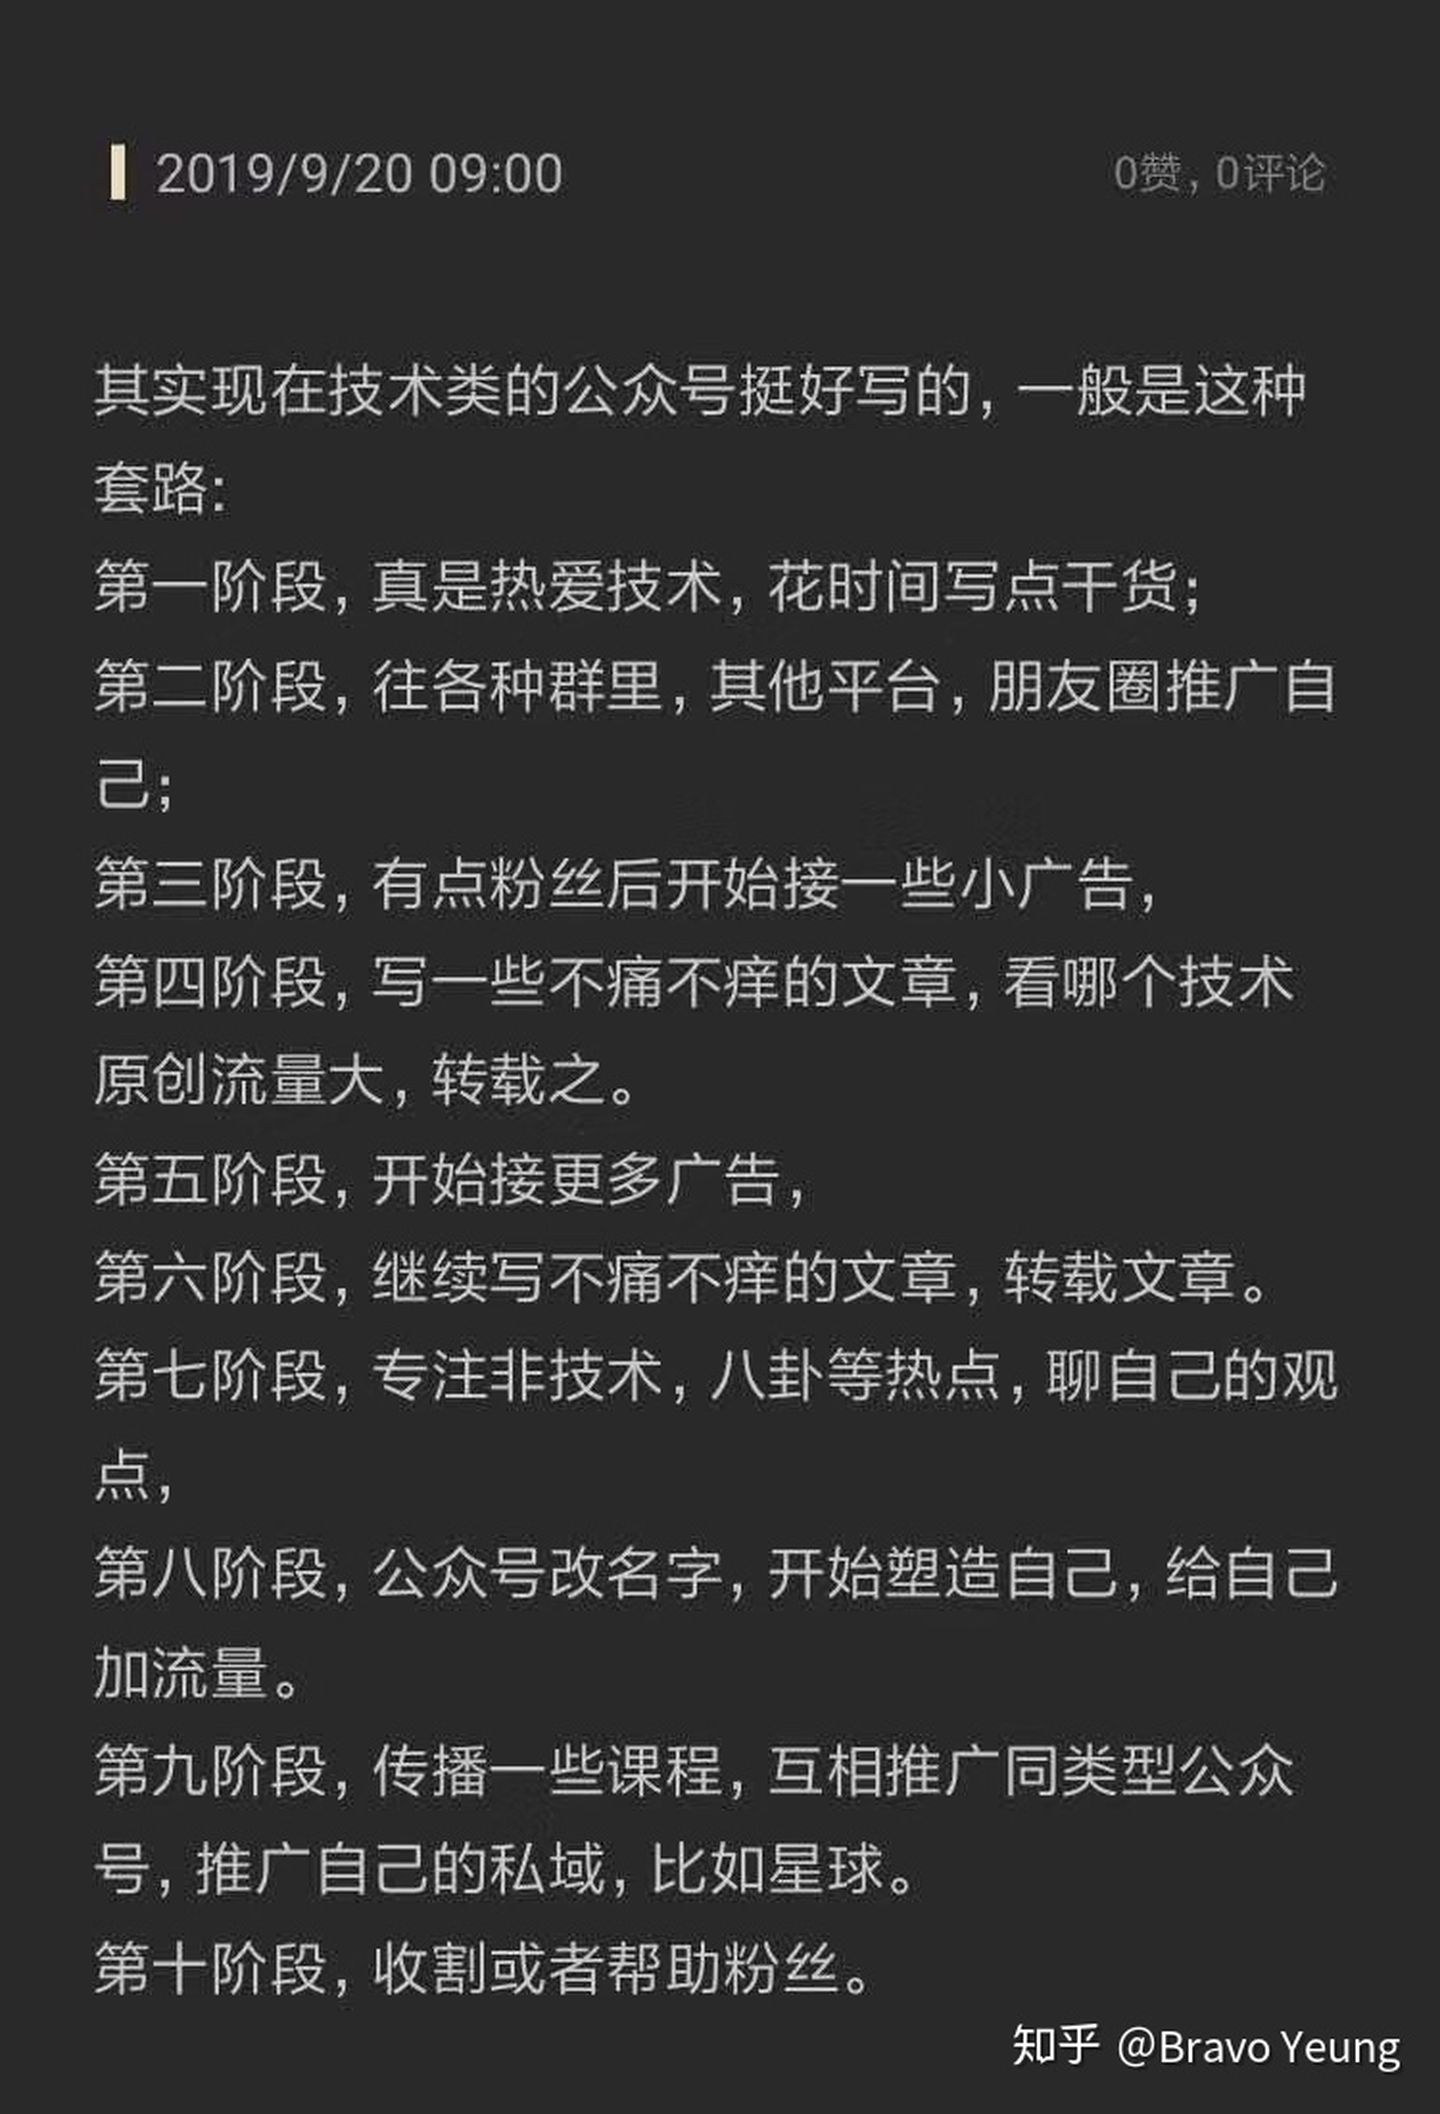 2019/9/20 09:00
0赞, 0评论
其实现在技术类的公众号挺好写的，一般是这种
套路：
第一阶段，真是热爱技术，花时间写点干货；
第二阶段，往各种群里，其他平台，朋友圈推广自
己；
第三阶段，有点粉丝后开始接一些小广告，
第四阶段，写一些不痛不痒的文章，看哪个技术
原创流量大，转载之。
第五阶段，开始接更多广告，
第六阶段，继续写不痛不痒的文章，转载文章。
第七阶段，专注非技术，八卦等热点，聊自己的观
点，
第八阶段，公众号改名字，开始塑造自己，给自己
加流量。
第九阶段，传播一些课程，互相推广同类型公众
号，推广自己的私域，比如星球。
第十阶段，收割或者帮助粉丝。
知乎 @Bravo Yeung